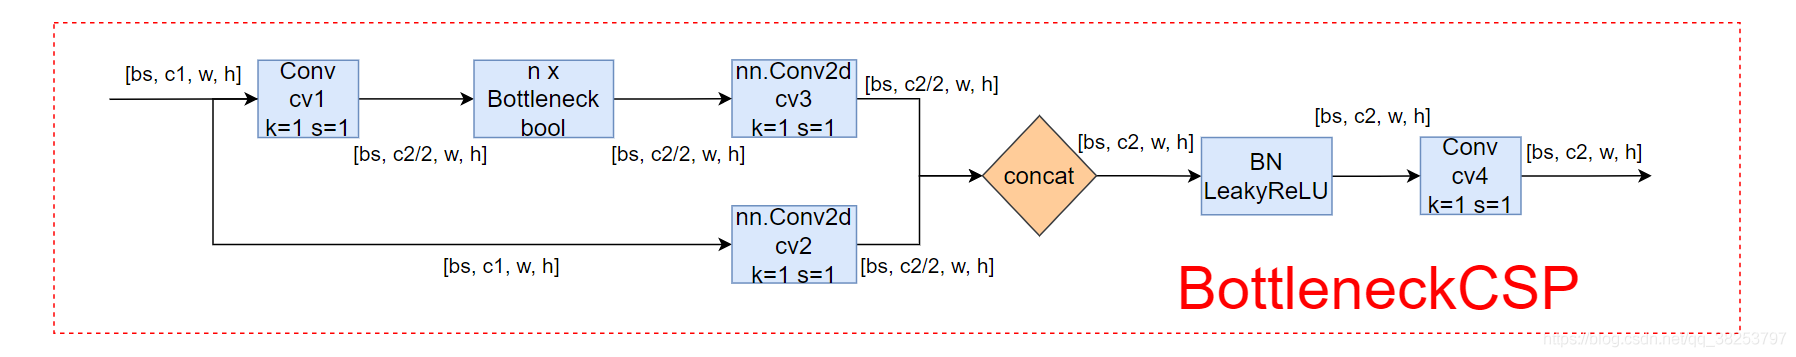 [bs, c1, w, h]
Conv
cv1
k=1 s=1
[bs, c2/2, w, h]
n x
Bottleneck
bool
[bs, c2/2, w, h]
nn.Conv2d
cv3
k=1 s=1
[bs, c2/2, w, h]
[bs, c1, w, h]
nn.Conv2d
cv2
k=1 s=1
[bs, c2/2, w, h]
concat
[bs, c2, w, h]
BN
LeakyReLU
[bs, c2, w, h]
Conv
cv4
k=1 s=1
[bs, c2, w, h]
BottleneckCSP
https://blog.csdn.net/qq_38253797